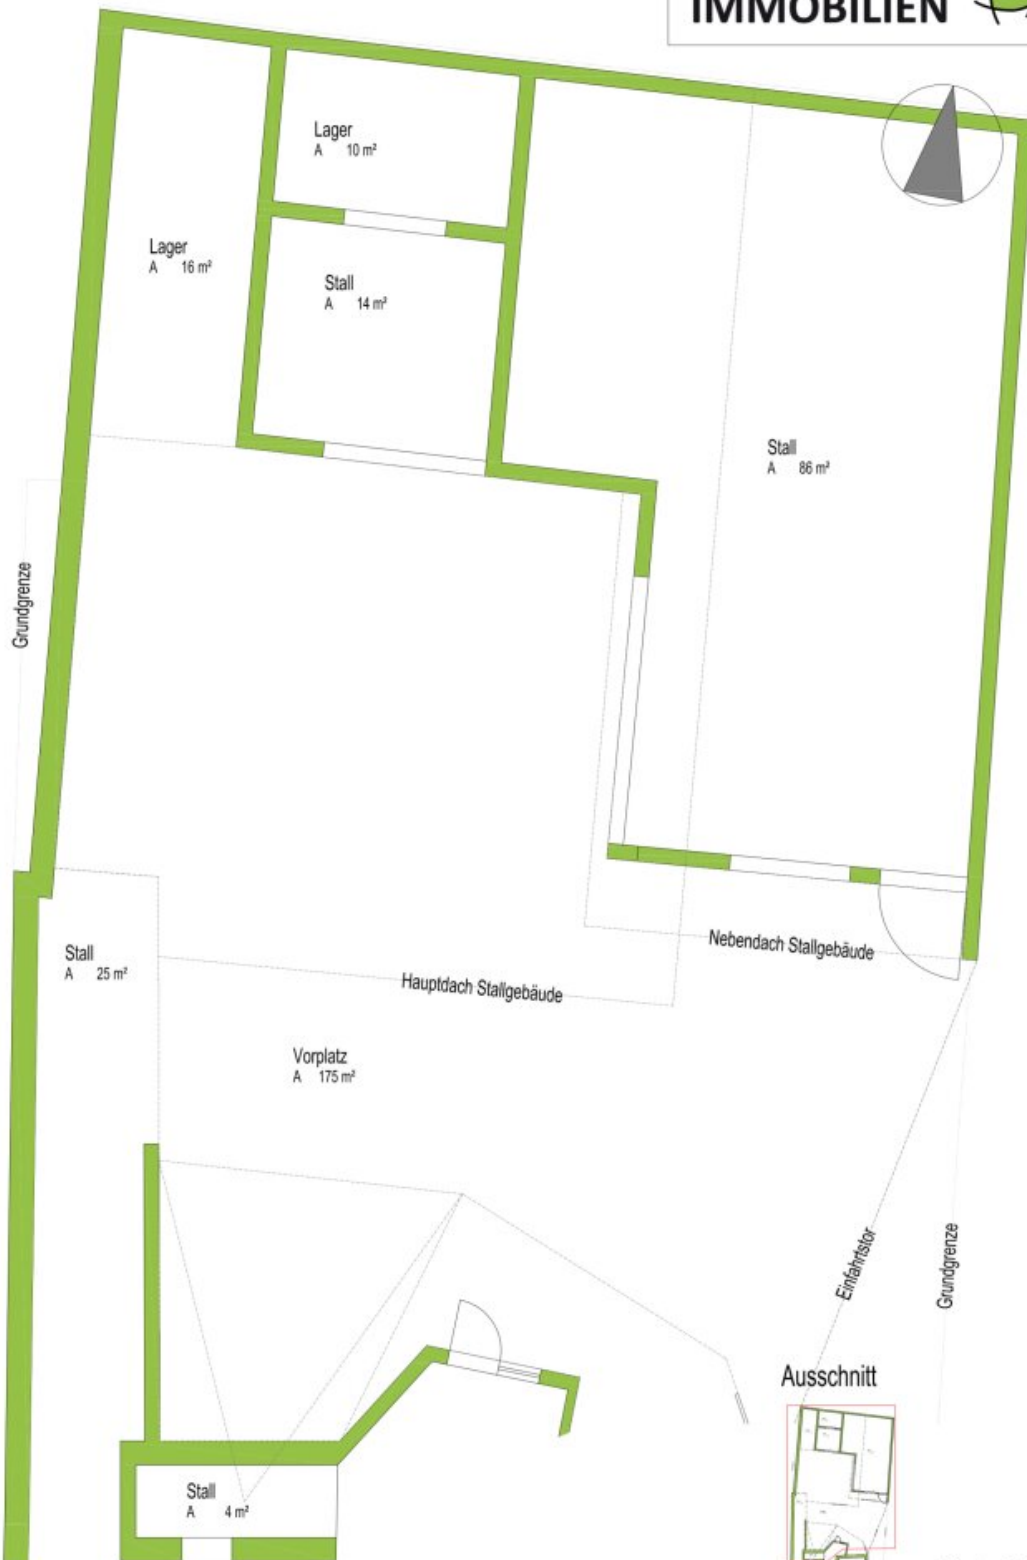 IMMOBILIEN
Lager
A 10 m²
Lager
A 16 m²
Stall
A 14 m²
Stall
A 86 m²
Grundgrenze
Stall
A 25 m²
Nebendach Stallgebäude
Hauptdach Stallgebäude
Vorplatz
A 175 m²
Einfahrtstor
Grundgrenze
Ausschnitt
Stall
A 4 m²